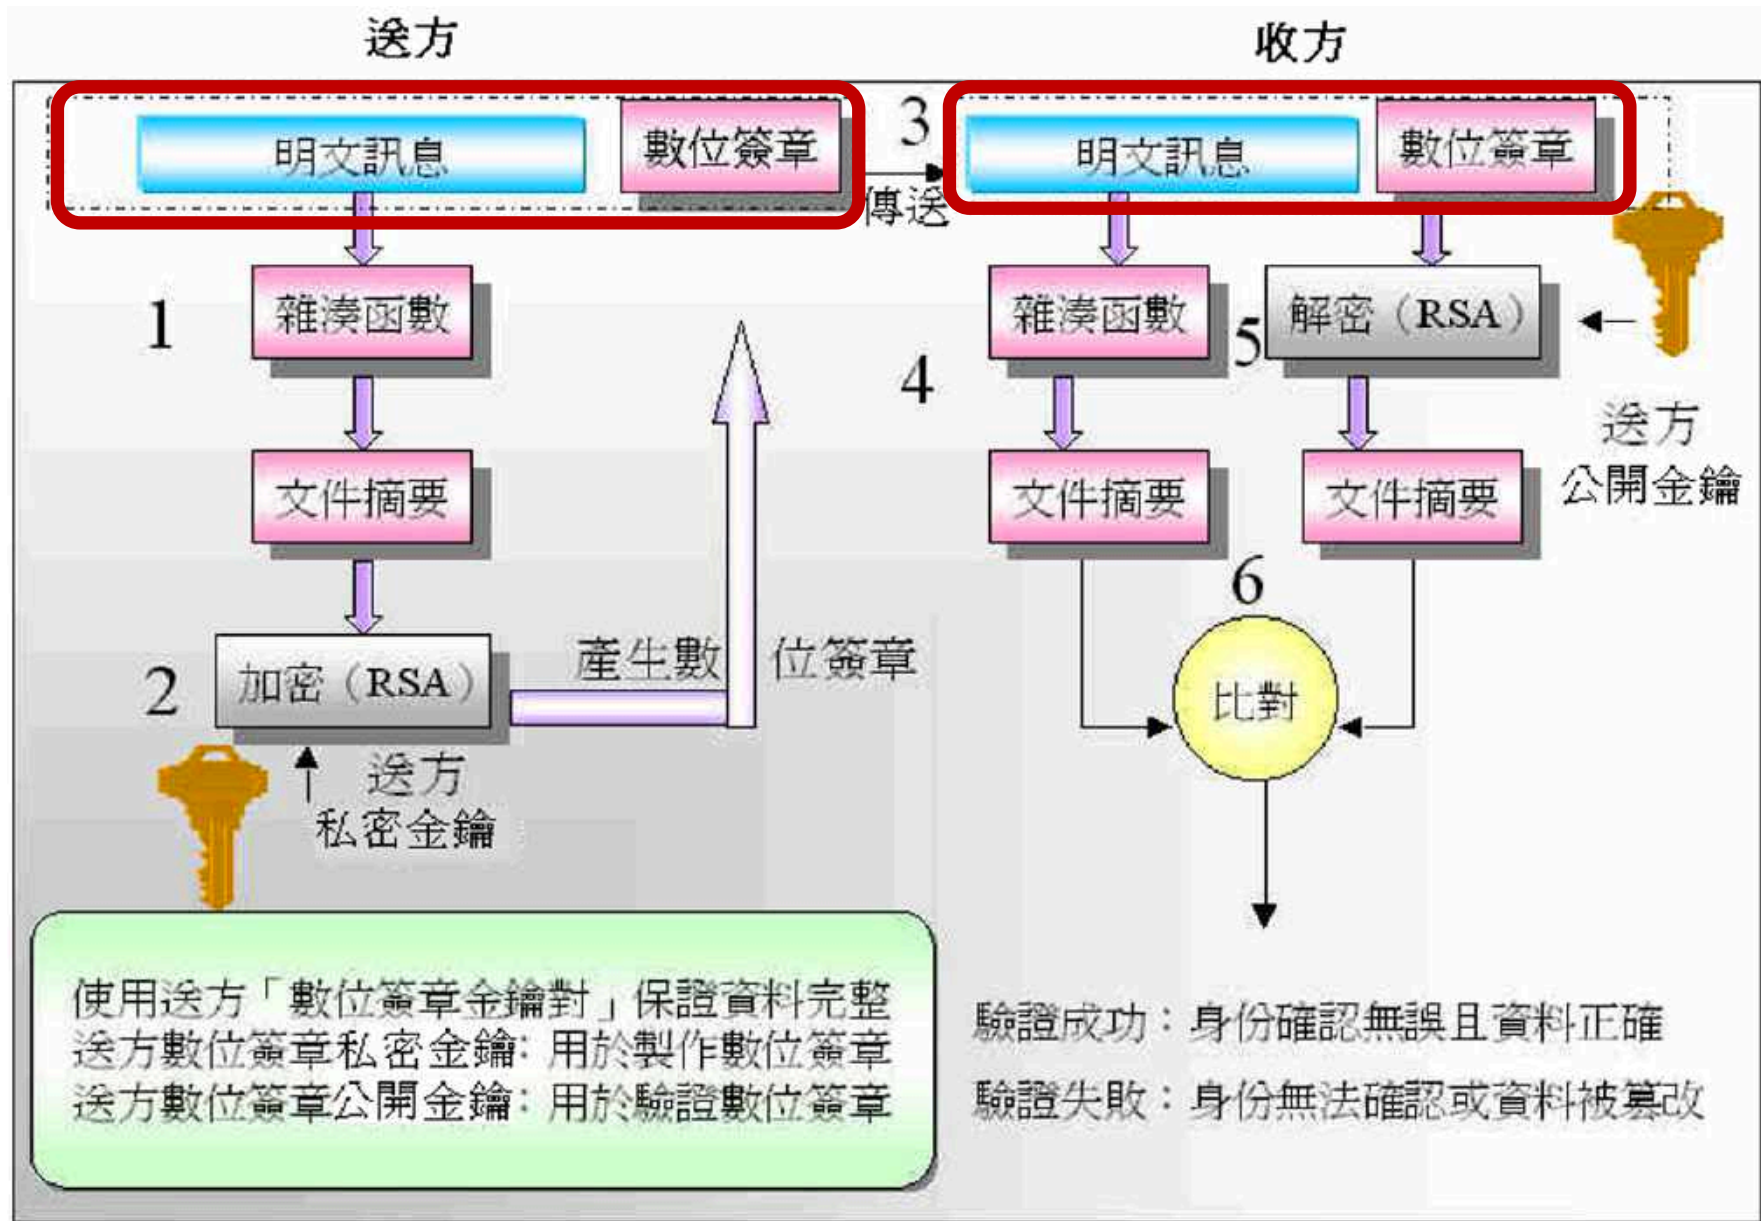 送方
收方
明文訊息
數位簽章
3
傳送
明文訊息
數位簽章
1
雜湊函數
文件摘要
2
加密（RSA）
產生數位簽章
送方
私密金鑰
4
雜湊函數
5
解密（RSA）
送方
公開金鑰
文件摘要
文件摘要
6
比對
使用送方「數位簽章金鑰對」保證資料完整
送方數位簽章私密金鑰：用於製作數位簽章
送方數位簽章公開金鑰：用於驗證數位簽章
驗證成功：身份確認無誤且資料正確
驗證失敗：身份無法確認或資料被篡改